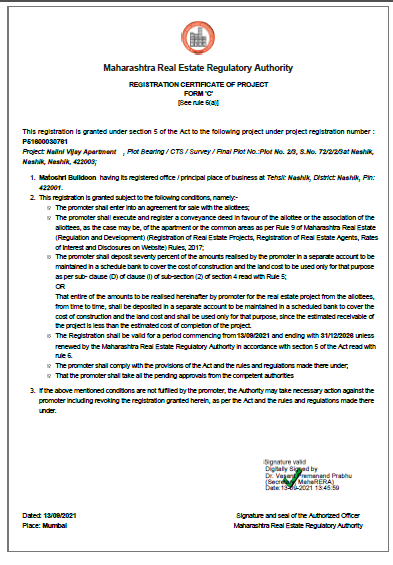 Maharashtra Real Estate Regulatory Authority
REGISTRATION CERTIFICATE OF PROJECT
FORM 'C'
[See rule 6(a)]
This registration is granted under section 5 of the Act to the following project under project registration number :
P51600030761
Project: Nalini Vijay Apartment , Plot Bearing / CTS / Survey / Final Plot No.:Plot No. 2/3, S.No. 72/2/2/3at Nashik,
Nashik, Nashik, 422003;
1. Matoshri Buildcon having its registered office / principal place of business at Tehsil: Nashik, District: Nashik, Pin:
422001.
2. This registration is granted subject to the following conditions, namely:-
The promoter shall enter into an agreement for sale with the allottees;
The promoter shall execute and register a conveyance deed in favour of the allottee or the association of the
allottees, as the case may be, of the apartment or the common areas as per Rule 9 of Maharashtra Real Estate
(Regulation and Development) (Registration of Real Estate Projects, Registration of Real Estate Agents, Rates
of Interest and Disclosures on Website) Rules, 2017;
The promoter shall deposit seventy percent of the amounts realised by the promoter in a separate account to be
maintained in a schedule bank to cover the cost of construction and the land cost to be used only for that purpose
as per sub- clause (D) of clause (l) of sub-section (2) of section 4 read with Rule 5;
OR
That entire of the amounts to be realised hereinafter by promoter for the real estate project from the allottees,
from time to time, shall be deposited in a separate account to be maintained in a scheduled bank to cover the
cost of construction and the land cost and shall be used only for that purpose, since the estimated receivable of
the project is less than the estimated cost of completion of the project.
The Registration shall be valid for a period commencing from 13/09/2021 and ending with 31/12/2026 unless
renewed by the Maharashtra Real Estate Regulatory Authority in accordance with section 5 of the Act read with
rule 6.
The promoter shall comply with the provisions of the Act and the rules and regulations made there under;
That the promoter shall take all the pending approvals from the competent authorities
3. If the above mentioned conditions are not fulfilled by the promoter, the Authority may take necessary action against the
promoter including revoking the registration granted herein, as per the Act and the rules and regulations made there
under.
Signature valid
Digitally Signed by
Dr. Vasant Premanand Prabhu
(Secretary, MahaRERA)
Date:13-09-2021 13:45:59
Dated: 13/09/2021
Place: Mumbai
Signature and seal of the Authorized Officer
Maharashtra Real Estate Regulatory Authority